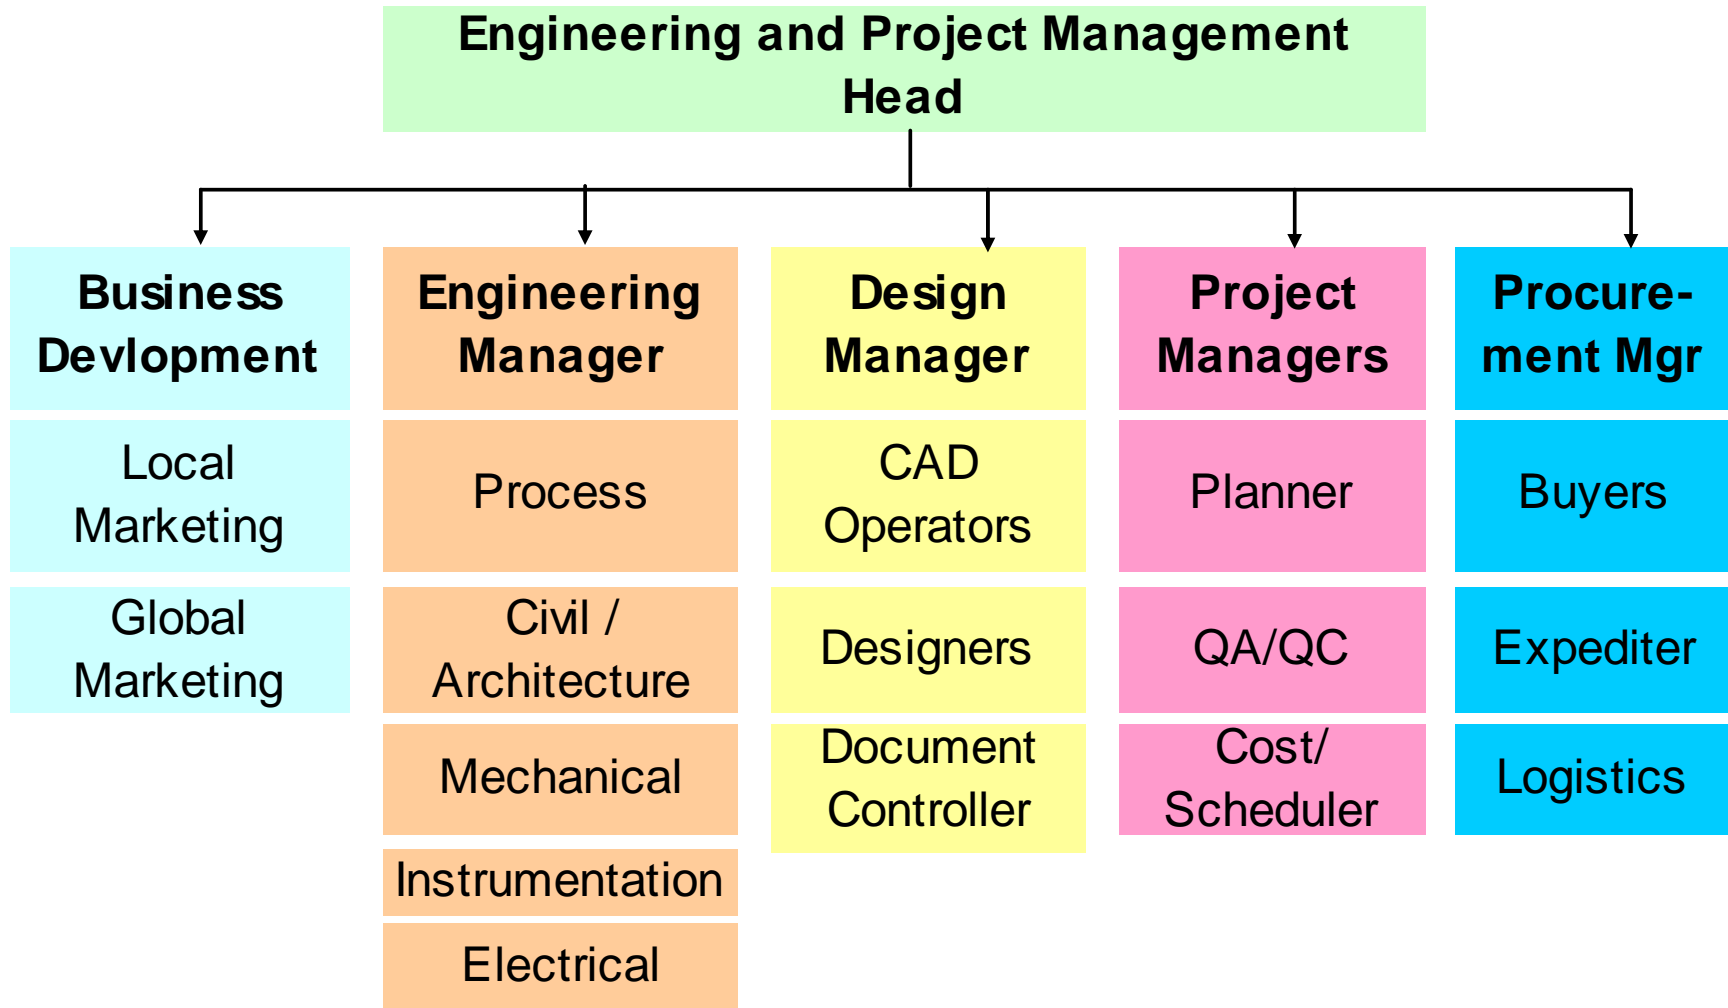 Engineering and Project Management
Head
Business
Devlopment
Engineering
Manager
Design
Manager
Project
Managers
Procure-
ment Mgr
Local
Marketing
Process
CAD
Operators
Planner
Buyers
Global
Marketing
Civil /
Architecture
Designers
QA/QC
Expediter
Mechanical
Document
Controller
Cost/
Scheduler
Logistics
Instrumentation
Electrical